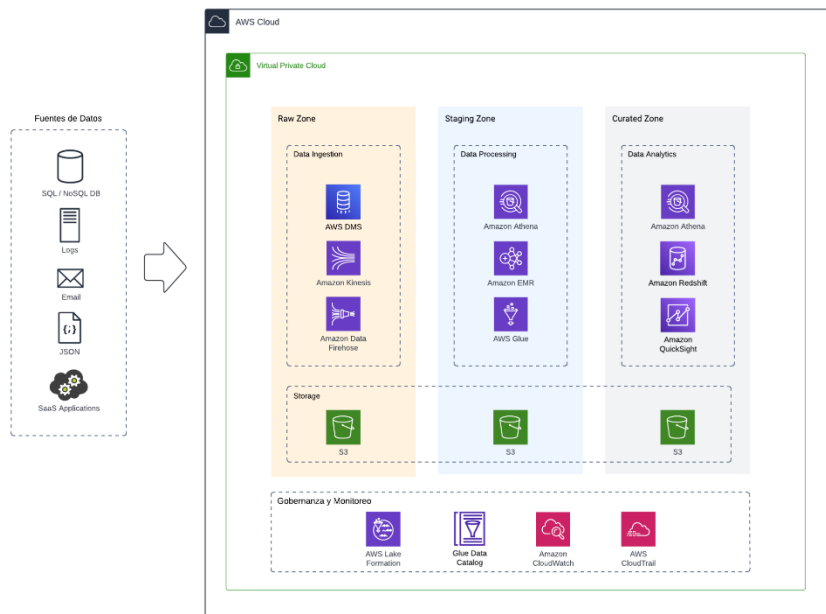 AWS Cloud
Virtual Private Cloud
Fuentes de Datos
SQL / NoSQL DB
Logs
Email
{;}
JSON
SaaS Applications
Raw Zone
Data Ingestion
AWS DMS
Amazon Kinesis
Amazon Data
Firehose
Staging Zone
Data Processing
Amazon Athena
Amazon EMR
AWS Glue
Curated Zone
Data Analytics
Amazon Athena
Amazon Redshift
Amazon
QuickSight
Storage
S3
S3
S3
Gobernanza y Monitoreo
AWS Lake
Formation
Glue Data
Catalog
Amazon
CloudWatch
AWS
CloudTrail